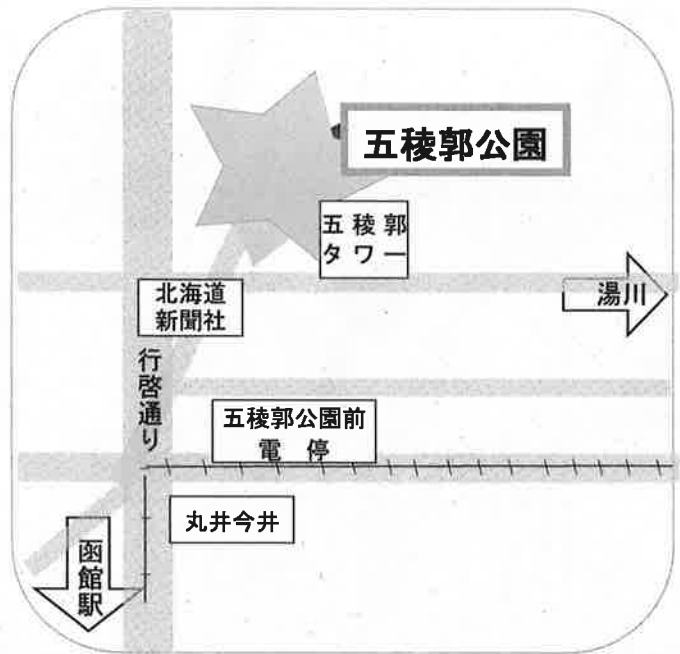 五稜郭公園
五稜郭
タワー
北海道
新聞社
湯川
行啓通り
五稜郭公園前
電停
丸井今井
函館駅